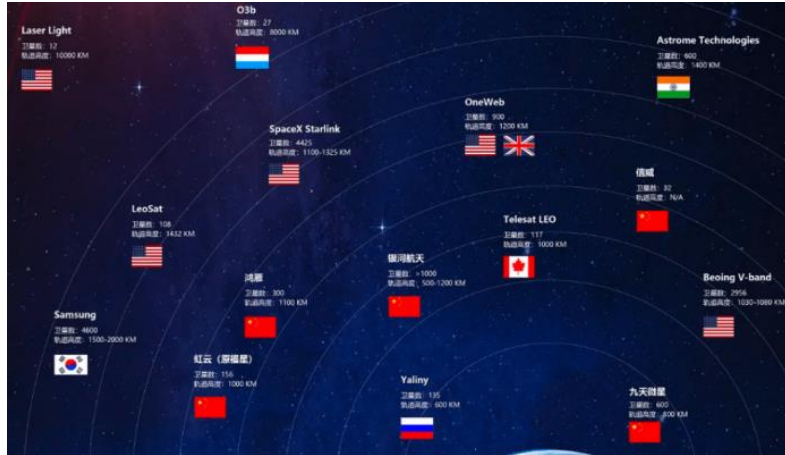 O3b
卫星数：27
轨道高度：8000 KM
Laser Light
卫星数：12
轨道高度：10000 KM
Astrome Technologies
卫星数：600
轨道高度：1400 KM
OneWeb
卫星数：900
轨道高度：1200 KM
SpaceX Starlink
卫星数：4425
轨道高度：1100-1325 KM
信威
卫星数：32
轨道高度：N/A
LeoSat
卫星数：108
轨道高度：1432 KM
Telesat LEO
卫星数：117
轨道高度：1000 KM
银河航天
卫星数：>1000
轨道高度：500-1200 KM
鸿雁
卫星数：300
轨道高度：1100 KM
Beoing V-band
卫星数：2956
轨道高度：1030-1080 KM
Samsung
卫星数：4600
轨道高度：1500-2000 KM
虹云（原福星）
卫星数：156
轨道高度：1000 KM
Yaliny
卫星数：135
轨道高度：600 KM
九天微星
卫星数：600
轨道高度：800 KM